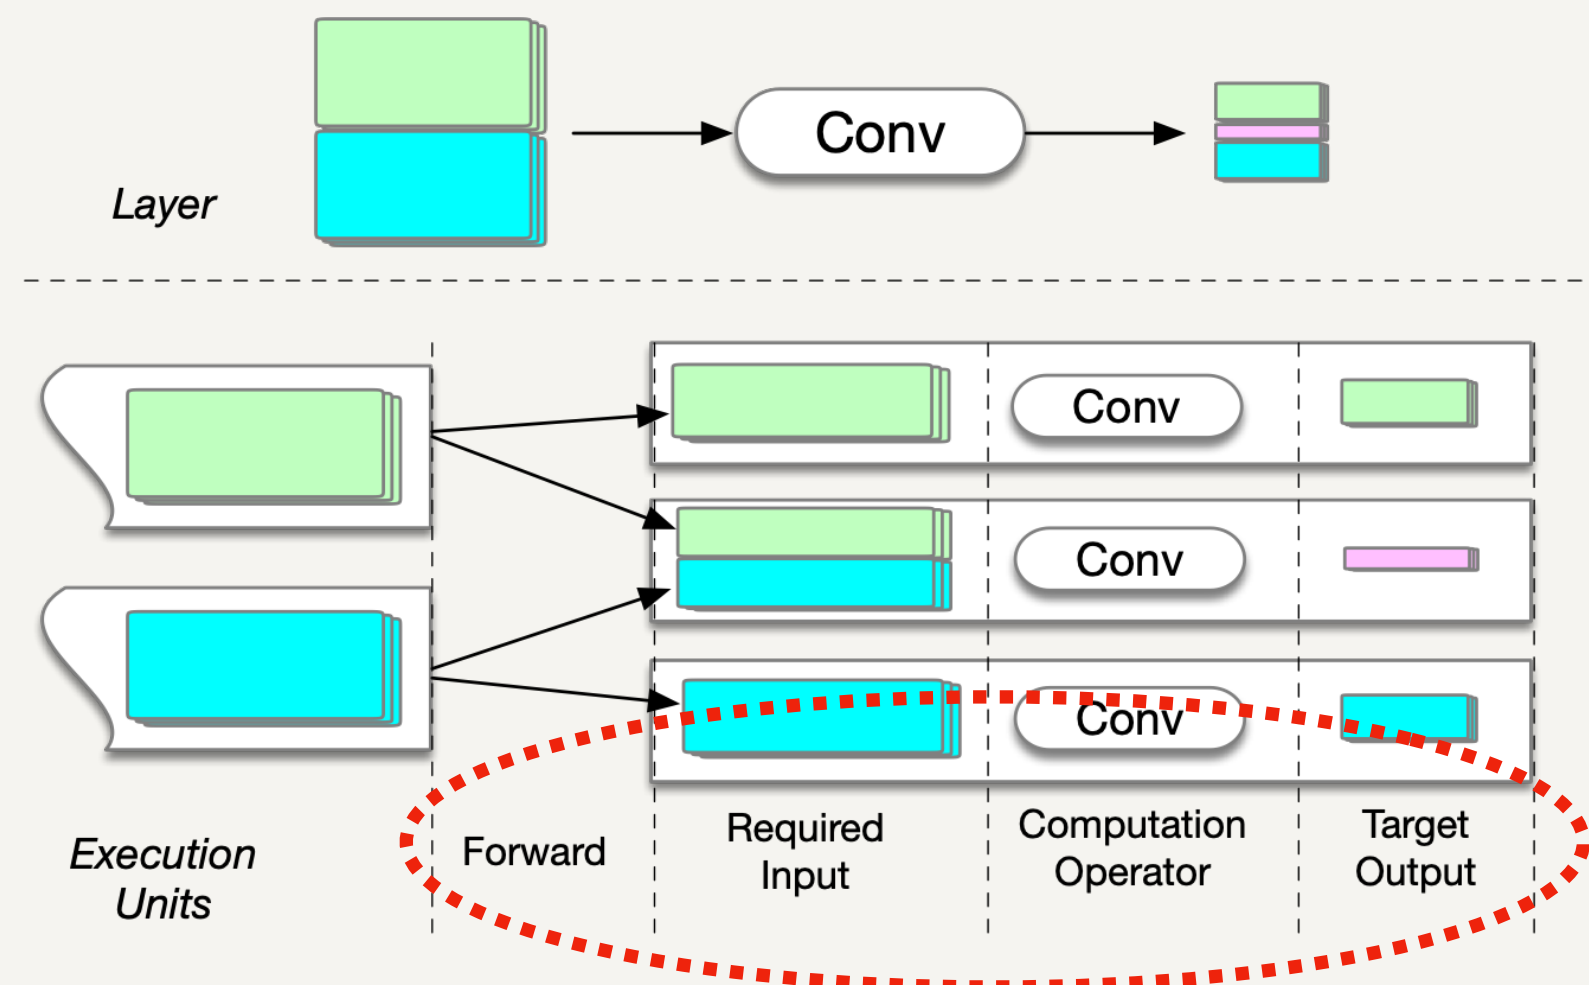 Conv
Layer
Conv
Conv
Conv
Execution
Units
Forward
Required
Input
Computation
Operator
Target
Output